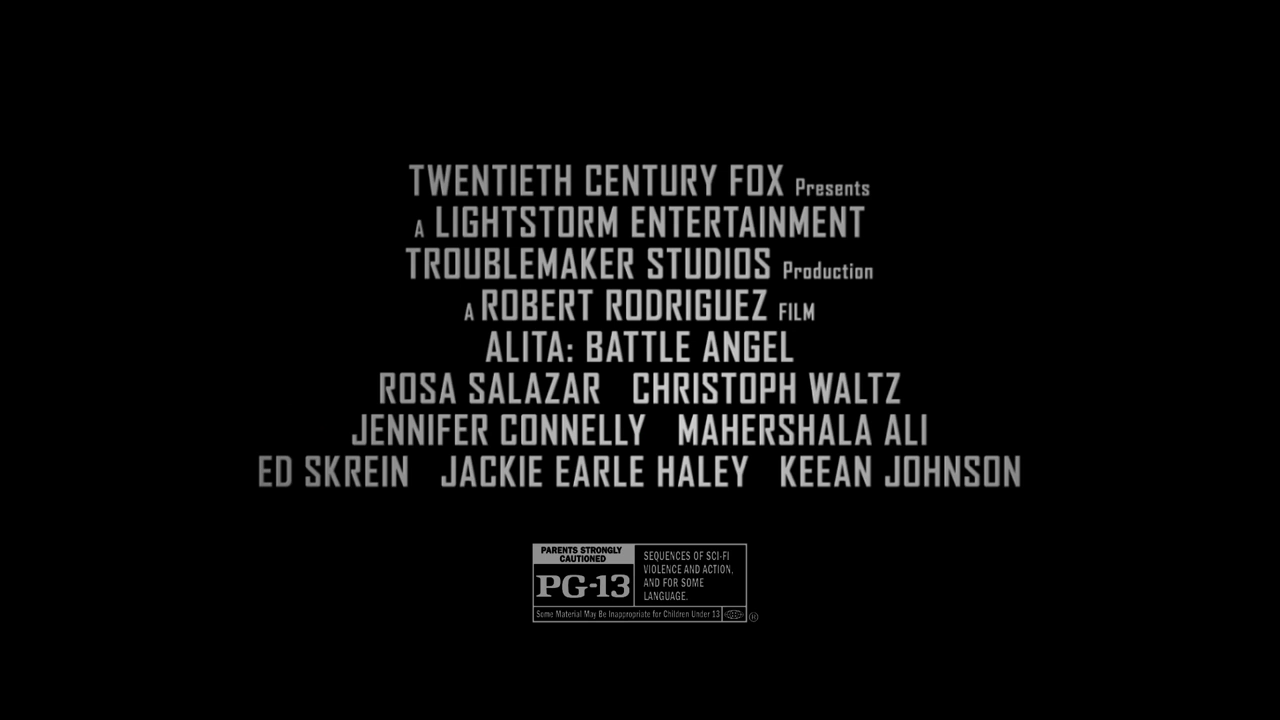 TWENTIETH CENTURY FOX Presents
A LIGHTSTORM ENTERTAINMENT
TROUBLEMAKER STUDIOS Production
A ROBERT RODRIGUEZ FILM
ALITA: BATTLE ANGEL
ROSA SALAZAR CHRISTOPH WALTZ
JENNIFER CONNELLY MAHERSHALA ALI
ED SKREIN JACKIE EARLE HALEY KEEAN JOHNSON
PARENTS STRONGLY
CAUTIONED
PG-13
SEQUENCES OF SCI-FI
VIOLENCE AND ACTION,
AND FOR SOME
LANGUAGE.
Some Material May Be Inappropriate for Children Under 13
®